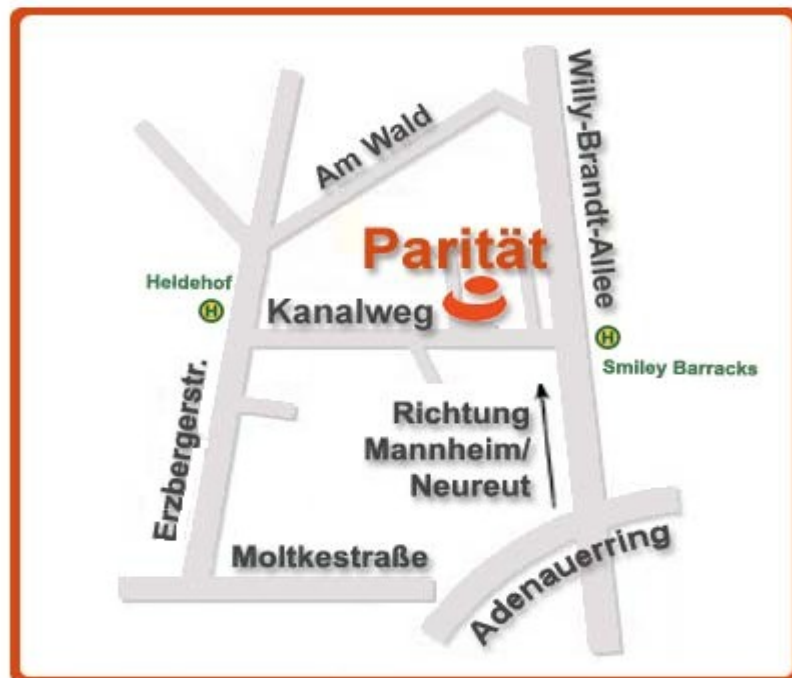 Willy-Brandt-Allee
Am Wald
Parität
Heldehof
H
Kanalweg
H
Smiley Barracks
Erzbergerstr.
Richtung
Mannheim/
Neureut
Moltkestraße
Adenauerring